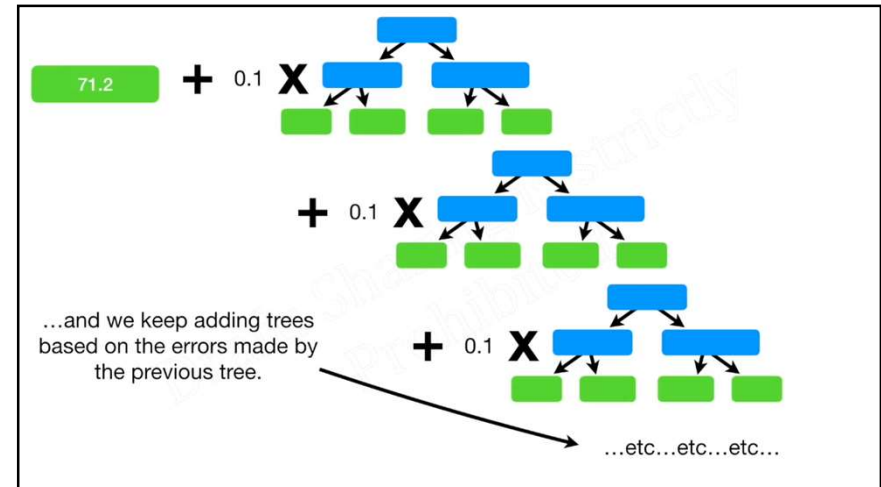 71.2 + 0.1 X
+ 0.1 X
+ 0.1 X
...and we keep adding trees
based on the errors made by
the previous tree.
...etc...etc...etc...